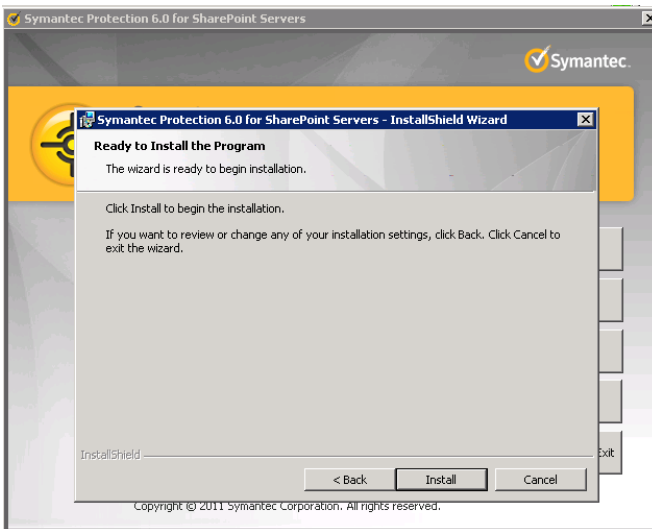 Symantec Protection 6.0 for SharePoint Servers
Symantec.
Symantec Protection 6.0 for SharePoint Servers - InstallShield Wizard
Ready to Install the Program
The wizard is ready to begin installation.
Click Install to begin the installation.
If you want to review or change any of your installation settings, click Back. Click Cancel to
exit the wizard.
InstallShield
Exit
< Back
Install
Cancel
Copyright © 2011 Symantec Corporation. All rights reserved.